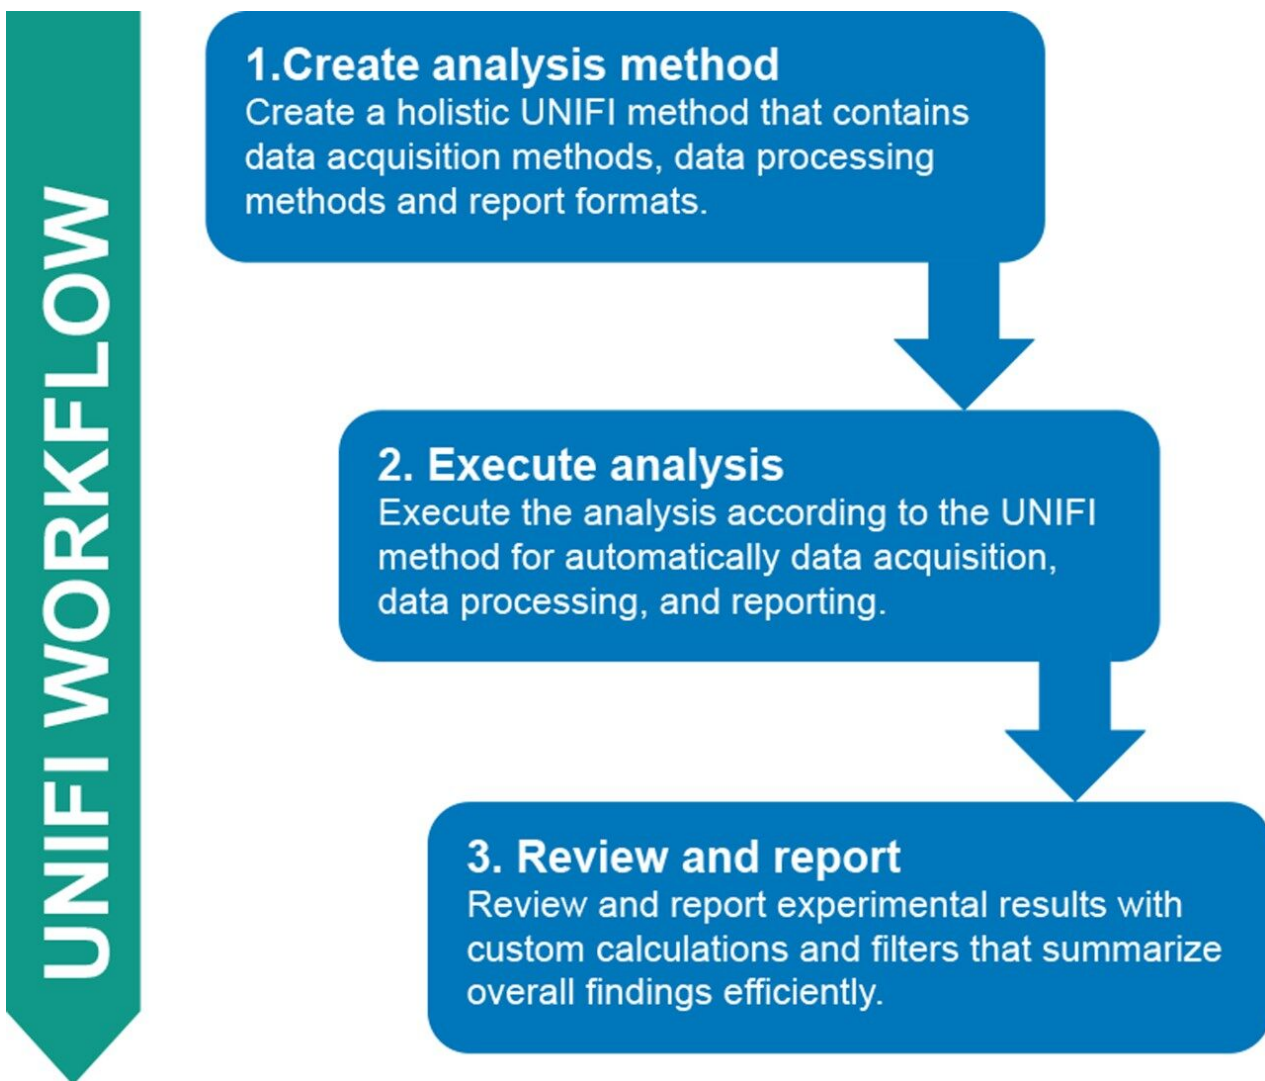 UNIFI WORKFLOW
1.Create analysis method
Create a holistic UNIFI method that contains
data acquisition methods, data processing
methods and report formats.
2. Execute analysis
Execute the analysis according to the UNIFI
method for automatically data acquisition,
data processing, and reporting.
3. Review and report
Review and report experimental results with
custom calculations and filters that summarize
overall findings efficiently.